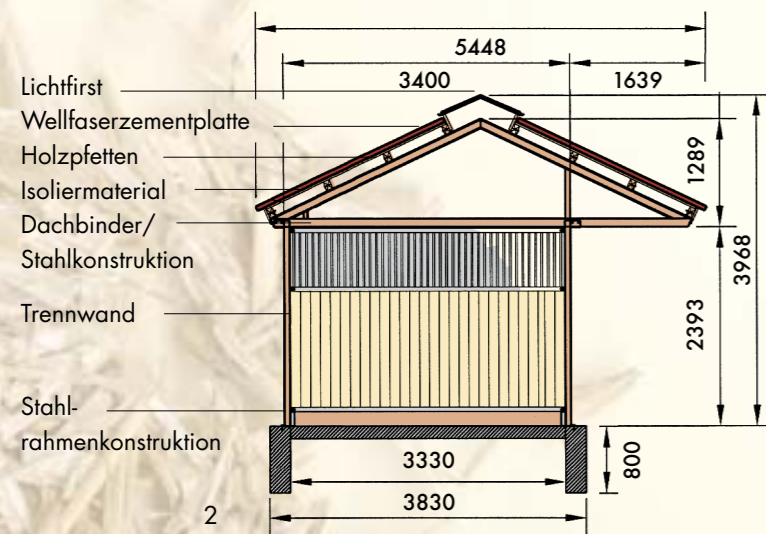 5448
3400
1639
Lichtfirst
Wellfaserzementplatte
Holzpfetten
Isoliermaterial
Dachbinder/
Stahlkonstruktion
Trennwand
Stahl-
rahmenkonstruktion
1289
3968
2393
800
3330
3830
2